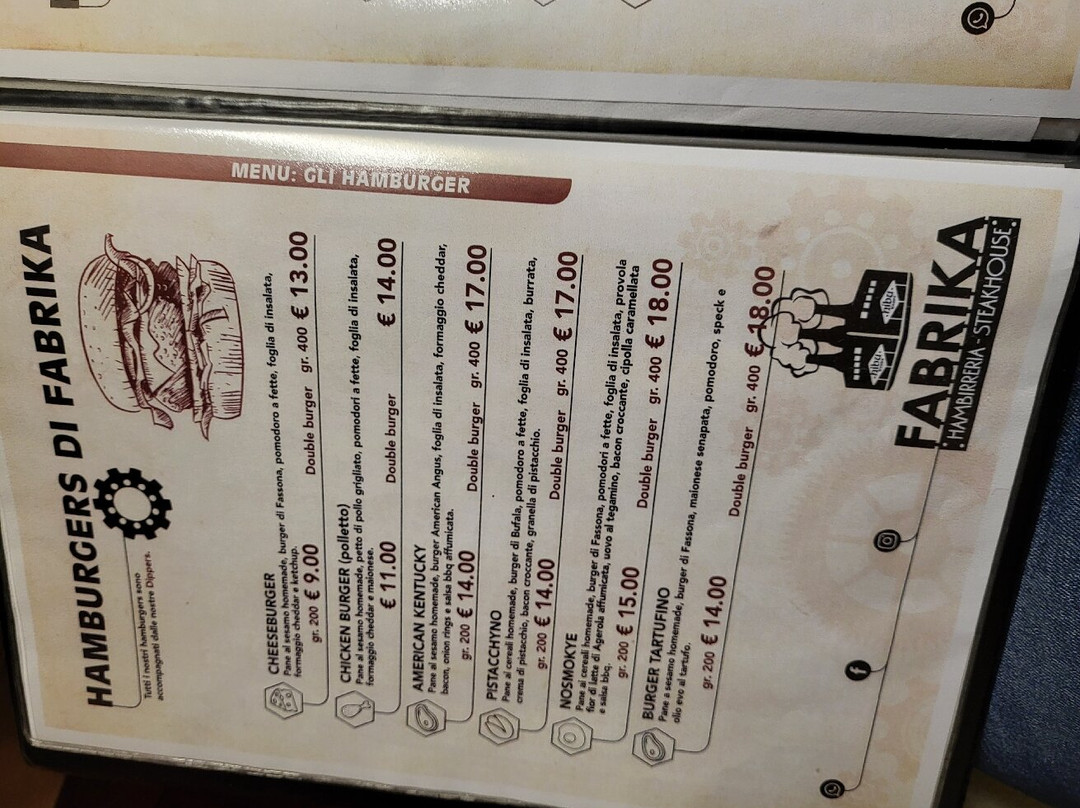 MENU: GLI HAMBURGER
HAMBURGERS DI FABRIKA
Tutti i nostri hamburgers sono
accompagnati dalle nostre Dippers.
CHEESEBURGER
Pane al sesamo homemade, burger di Fassona, pomodoro a fette, foglia di insalata,
formaggio cheddar e ketchup.
gr. 200 € 9.00 Double burger gr. 400 € 13.00
CHICKEN BURGER (polletto)
Pane al sesamo homemade, petto di pollo grigliato, pomodori a fette, foglia di insalata,
formaggio cheddar e maionese.
€ 11.00 Double burger € 14.00
AMERICAN KENTUCKY
Pane al sesamo homemade, burger American Angus, foglia di insalata, formaggio cheddar,
bacon, onion rings e salsa bbq affumicata.
gr. 200 € 14.00 Double burger gr. 400 € 17.00
PISTACCHYNO
Pane al cereali homemade, burger di Bufala, pomodoro a fette, foglia di insalata, burrata,
crema di pistacchio, bacon croccante, granella di pistacchio.
gr. 200 € 14.00 Double burger gr. 400 € 17.00
NOSMOKYE
Pane al cereali homemade, burger di Fassona, pomodori a fette, foglia di insalata, provola
fior di latte di Agerola affumicata, uovo al tegamino, bacon croccante, cipolla caramellata
e salsa bbq.
gr. 200 € 15.00 Double burger gr. 400 € 18.00
BURGER TARTUFINO
Pane a sesamo homemade, burger di Fassona, maionese senapata, pomodoro, speck e
olio evo al tartufo.
gr. 200 € 14.00 Double burger gr. 400 € 18.00
nibu nibu
FABRIKA
HAMBIRRERIA - STEAKHOUSE